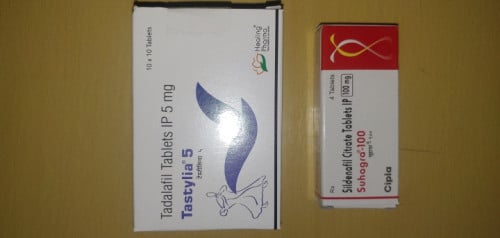 10 x 10 Tablets
Healing
Pharma
Tadalafil Tablets IP 5 mg
Tastylia® 5
Rx
4 Tablets
Sildenafil Citrate Tablets IP 100 mg
Suhagra®-100
Cipla